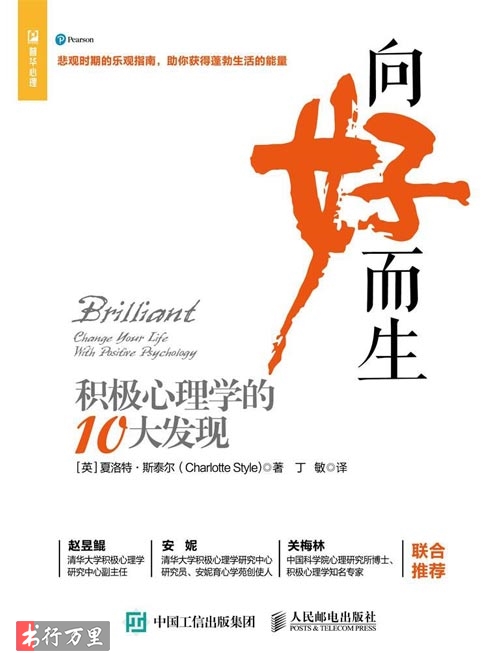 普华心理
Pearson
悲观时期的乐观指南，助你获得蓬勃生活的能量
向好而生
Brilliant
Change Your Life
With Positive Psychology
积极心理学的
10大发现
[英]夏洛特·斯泰尔（Charlotte Style）著 丁 敏 译
赵昱鲲
清华大学积极心理学
研究中心副主任
安 妮
清华大学积极心理学研究中心
研究员、安妮育心学苑创使人
关梅林
中国科学院心理研究所博士、
积极心理学知名专家
联合
推荐
中国工信出版集团
人民邮电出版社
POSTS & TELECOM PRESS
书行万里